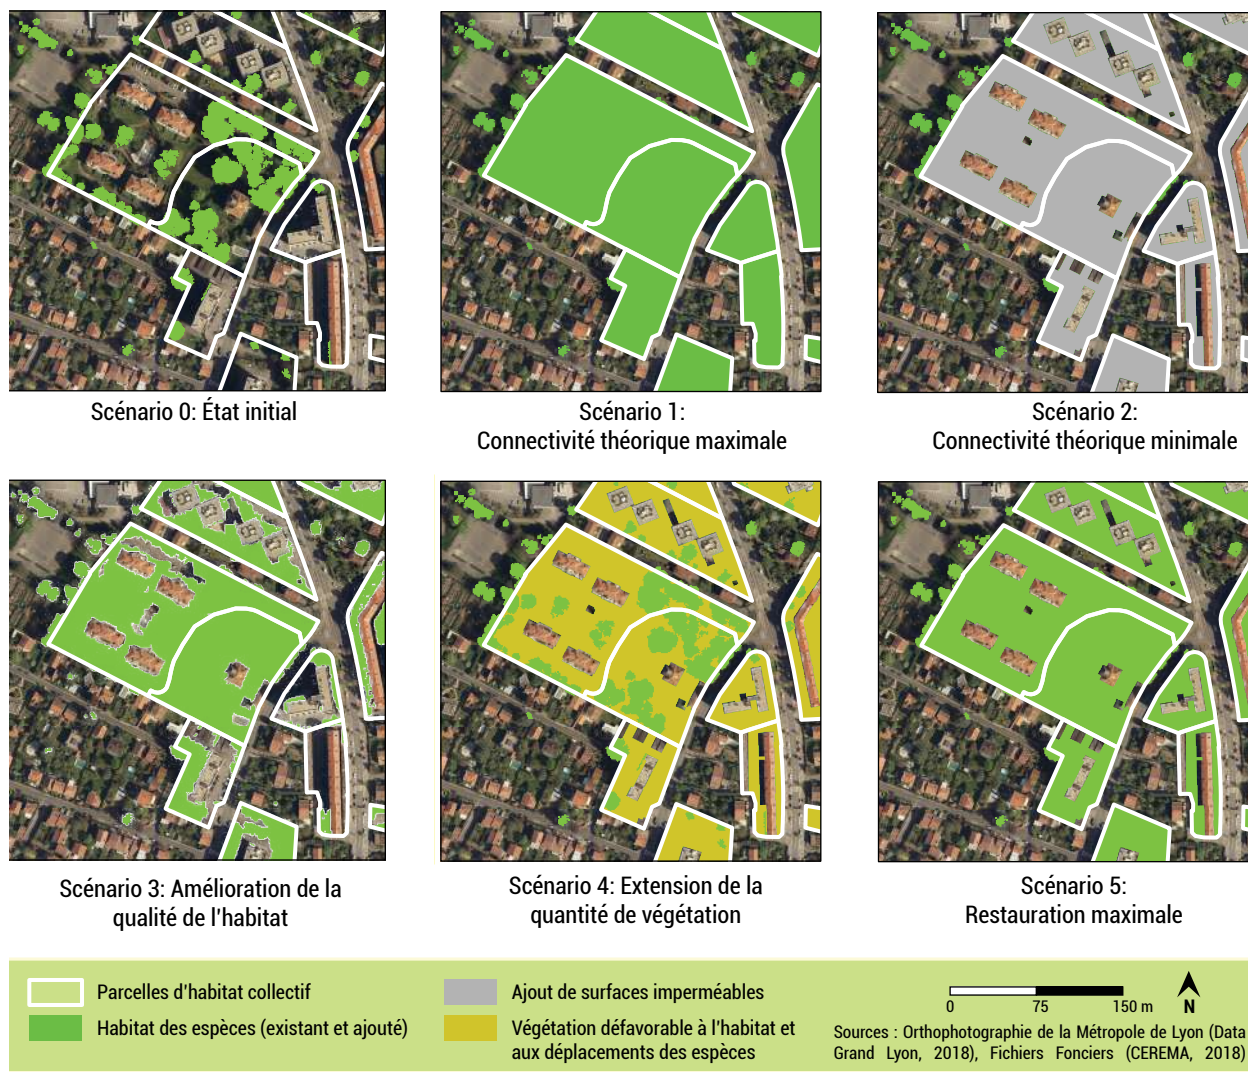 Scénario 0: État initial
Scénario 1:
Connectivité théorique maximale
Scénario 2:
Connectivité théorique minimale
Scénario 3: Amélioration de la
qualité de l'habitat
Scénario 4: Extension de la
quantité de végétation
Scénario 5:
Restauration maximale
Parcelles d'habitat collectif
Habitat des espèces (existant et ajouté)
Ajout de surfaces imperméables
Végétation défavorable à l'habitat et
aux déplacements des espèces
0 75 150 m
N
Sources : Orthophotographie de la Métropole de Lyon (Data
Grand Lyon, 2018), Fichiers Fonciers (CEREMA, 2018)